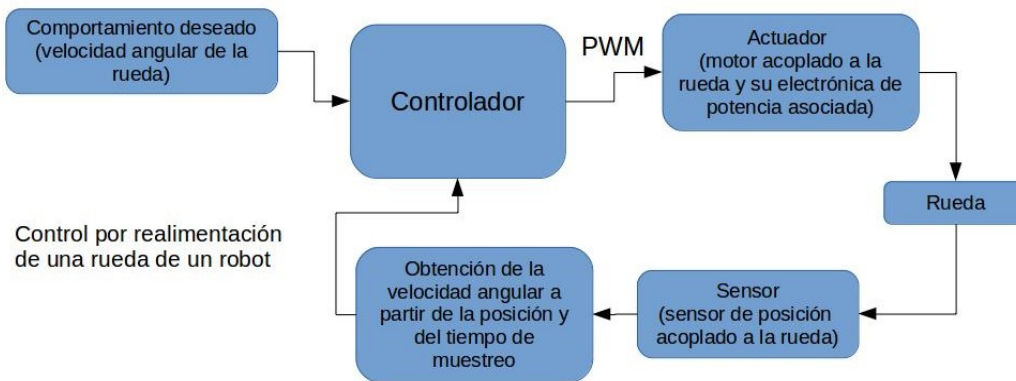 Comportamiento deseado
(velocidad angular de la
rueda)
Controlador
PWM
Actuador
(motor acoplado a la
rueda y su electrónica de
potencia asociada)
Rueda
Sensor
(sensor de posición
acoplado a la rueda)
Obtención de la
velocidad angular a
partir de la posición y
del tiempo de
muestreo
Control por realimentación
de una rueda de un robot